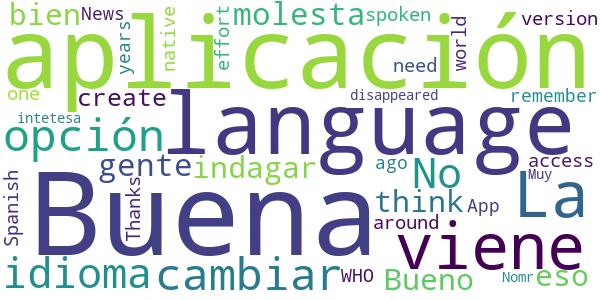 bien News years native effort molesta spoken world version
aplicación
one create need disappeared remember
intetesa opción language
gente indagar ago No access
Spanish Thanks Buena think App La Muy
around viene
idioma cambiar WHO Bueno Nomr eso